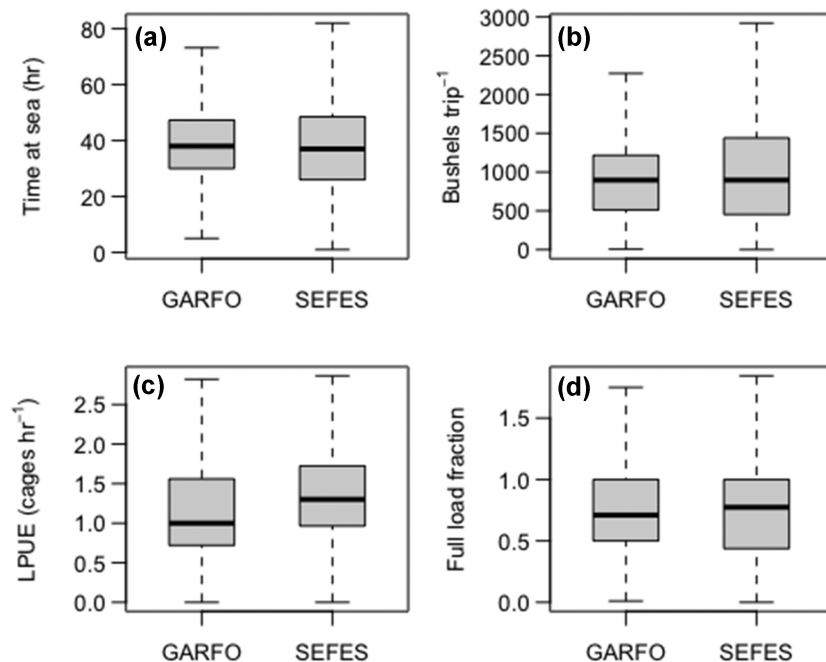 (a)
Time at sea (hr)
80
60
40
20
0
GARFO SEFES
(b)
Bushels trip⁻¹
3000
2500
2000
1500
1000
500
0
GARFO SEFES
(c)
LPUE (cages hr⁻¹)
2.5
2.0
1.5
1.0
0.5
0.0
GARFO SEFES
(d)
Full load fraction
1.5
1.0
0.5
0.0
GARFO SEFES